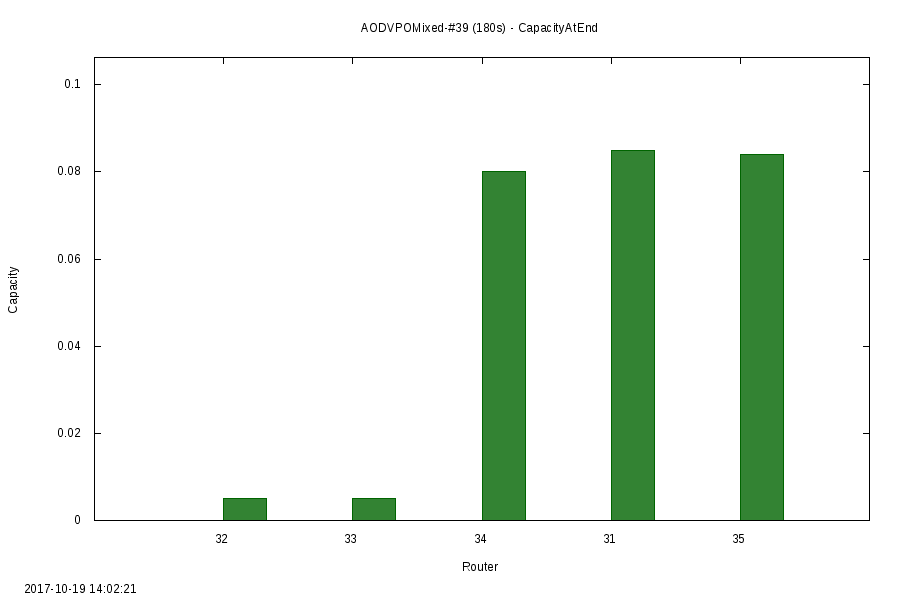 AODVPOMixed-#39 (180s) - CapacityAtEnd
0.1
0.08
0.06
0.04
0.02
0
Capacity
32 33 34 31 35
Router
2017-10-19 14:02:21